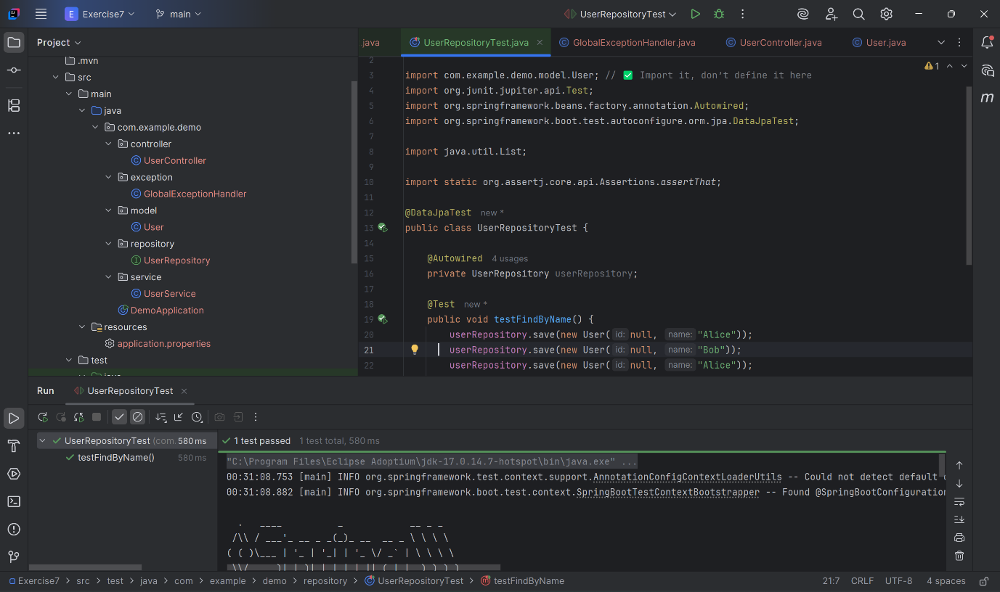 E Exercise7 main UserRepositoryTest
Project
.mvn
src
main
java
com.example.demo
controller
UserController
exception
GlobalExceptionHandler
model
User
repository
UserRepository
service
UserService
DemoApplication
resources
application.properties
test
.java UserRepositoryTest.java GlobalExceptionHandler.java UserController.java User.java
1
2
3 import com.example.demo.model.User; // ✅ Import it, don’t define it here
4 import org.junit.jupiter.api.Test;
5 import org.springframework.beans.factory.annotation.Autowired;
6 import org.springframework.boot.test.autoconfigure.orm.jpa.DataJpaTest;
7
8 import java.util.List;
9
10 import static org.assertj.core.api.Assertions.assertThat;
11
12 @DataJpaTest new *
13 public class UserRepositoryTest {
14
15 @Autowired 4 usages
16 private UserRepository userRepository;
17
18 @Test new *
19 public void testFindByName() {
20 userRepository.save(new User( id: null, name: "Alice"));
21 userRepository.save(new User( id: null, name: "Bob"));
22 userRepository.save(new User( id: null, name: "Alice"));
m
Run UserRepositoryTest
UserRepositoryTest (com. 580 ms
testFindByName() 580 ms
1 test passed 1 test total, 580 ms
"C:\Program Files\Eclipse Adoptium\jdk-17.0.14.7-hotspot\bin\java.exe" ...
00:31:08.753 [main] INFO org.springframework.test.context.support.AnnotationConfigContextLoaderUtils -- Could not detect default
00:31:08.882 [main] INFO org.springframework.boot.test.context.SpringBootTestContextBootstrapper -- Found @SpringBootConfiguration
Exercise7 > src > test > java > com > example > demo > repository > UserRepositoryTest > testFindByName
21:7 CRLF UTF-8 4 spaces